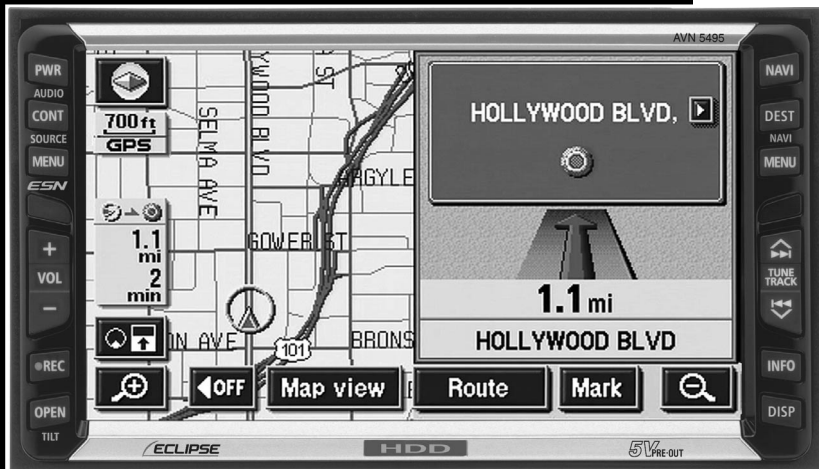 AVN 5495
PWR
AUDIO
CONT
SOURCE
MENU
ESN
+
VOL
−
●REC
OPEN
TILT
700ft
GPS
1.1
mi
2
min
SELMA AVE
YWOOD BLVD
ST
ARGYLE
GOWER ST
ON AVE
101
BRONS
HOLLYWOOD BLVD,
1.1 mi
HOLLYWOOD BLVD
OFF
Map view
Route
Mark
NAVI
DEST
NAVI
MENU
TUNE
TRACK
INFO
DISP
ECLIPSE
HDD
5V PRE-OUT